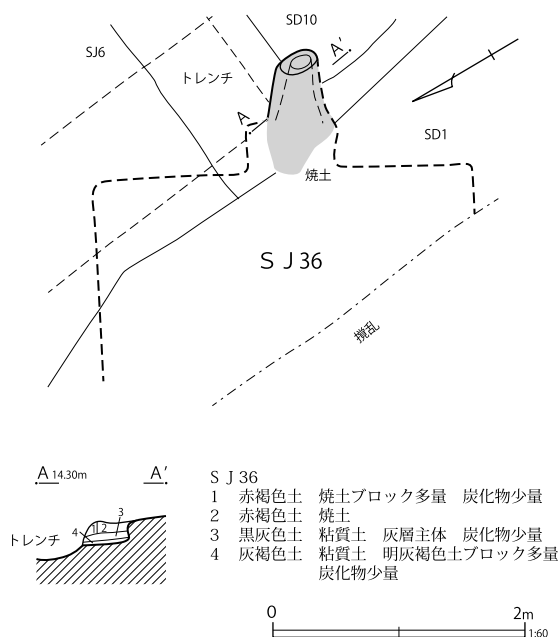 SD10
SJ6
A′
トレンチ
A
SD1
焼土
ＳＪ36
撹乱
A 14.30m A′
3
1 2
4
トレンチ
ＳＪ36
1 赤褐色土 焼土ブロック多量 炭化物少量
2 赤褐色土 焼土
3 黒灰色土 粘質土 灰層主体 炭化物少量
4 灰褐色土 粘質土 明灰褐色土ブロック多量
炭化物少量
0 2m
1:60